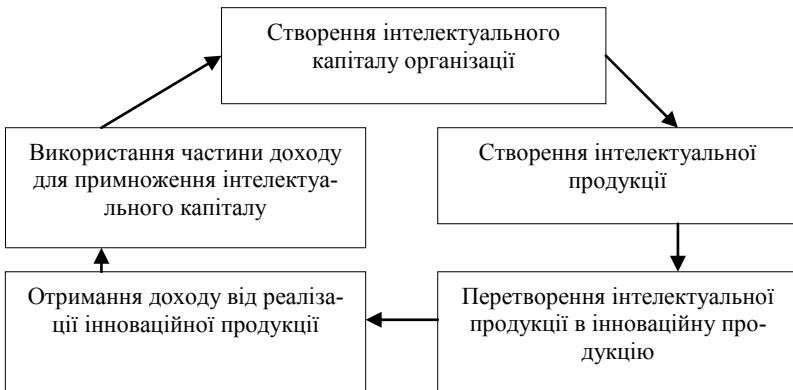 Створення інтелектуального
капіталу організації
Використання частини доходу
для примноження інтелектуа-
льного капіталу
Створення інтелектуальної
продукції
Отримання доходу від реаліза-
ції інноваційної продукції
Перетворення інтелектуальної
продукції в інноваційну про-
дукцію